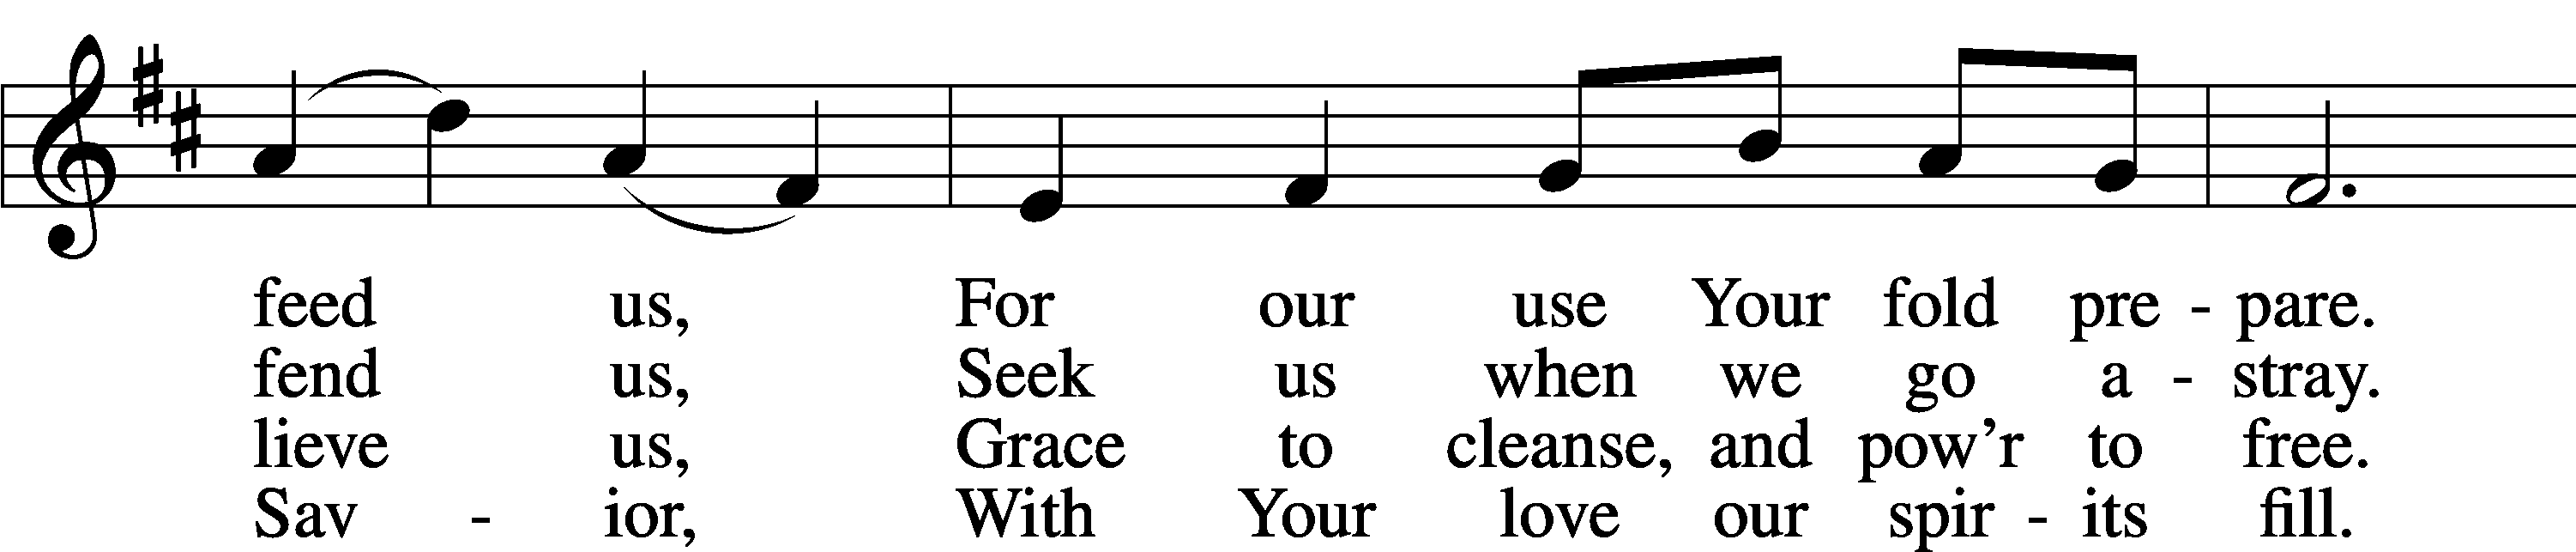 feed us, For our use Your fold pre - pare.
fend us, Seek us when we go a - stray.
lieve us, Grace to cleanse, and pow’r to free.
Sav - ior, With Your love our spir - its fill.